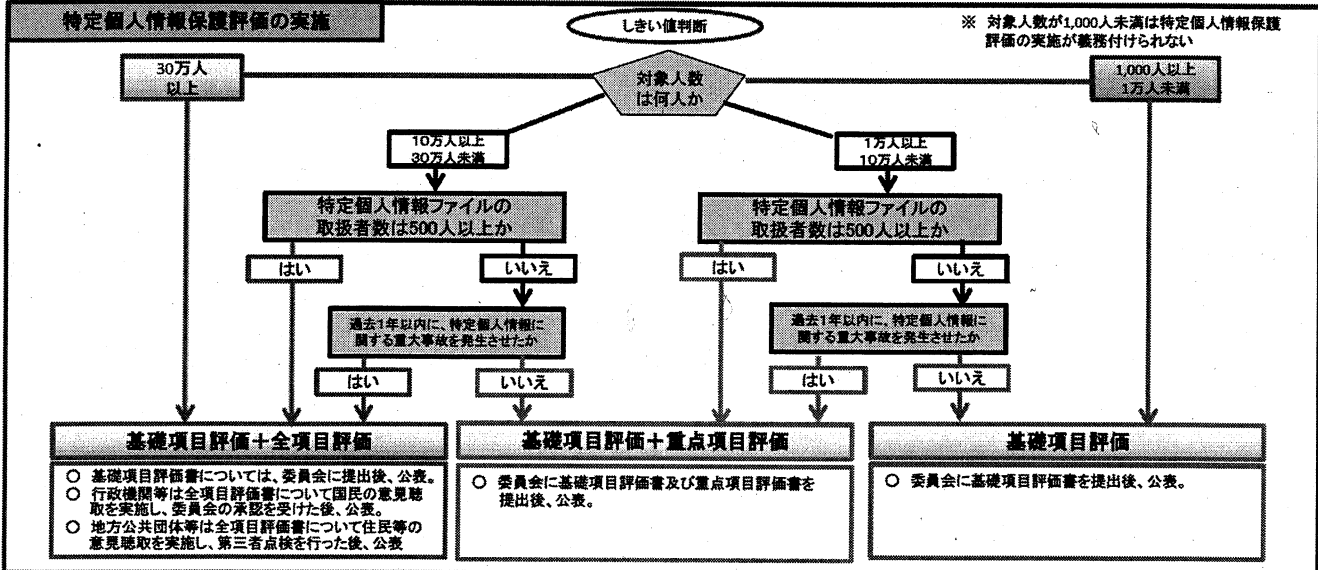 特定個人情報保護評価の実施
しきい値判断
※ 対象人数が1,000人未満は特定個人情報保護
評価の実施が義務付けられない
30万人
以上
対象人数
は何人か
1,000人以上
1万人未満
10万人以上
30万人未満
1万人以上
10万人未満
特定個人情報ファイルの
取扱者数は500人以上か
特定個人情報ファイルの
取扱者数は500人以上か
はい
いいえ
はい
いいえ
過去1年以内に、特定個人情報に
関する重大事故を発生させたか
過去1年以内に、特定個人情報に
関する重大事故を発生させたか
はい
いいえ
はい
いいえ
基礎項目評価+全項目評価
○ 基礎項目評価書については、委員会に提出後、公表。
○ 行政機関等は全項目評価書について国民の意見聴
取を実施し、委員会の承認を受けた後、公表。
○ 地方公共団体等は全項目評価書について住民等の
意見聴取を実施し、第三者点検を行った後、公表
基礎項目評価+重点項目評価
○ 委員会に基礎項目評価書及び重点項目評価書を
提出後、公表。
基礎項目評価
○ 委員会に基礎項目評価書を提出後、公表。